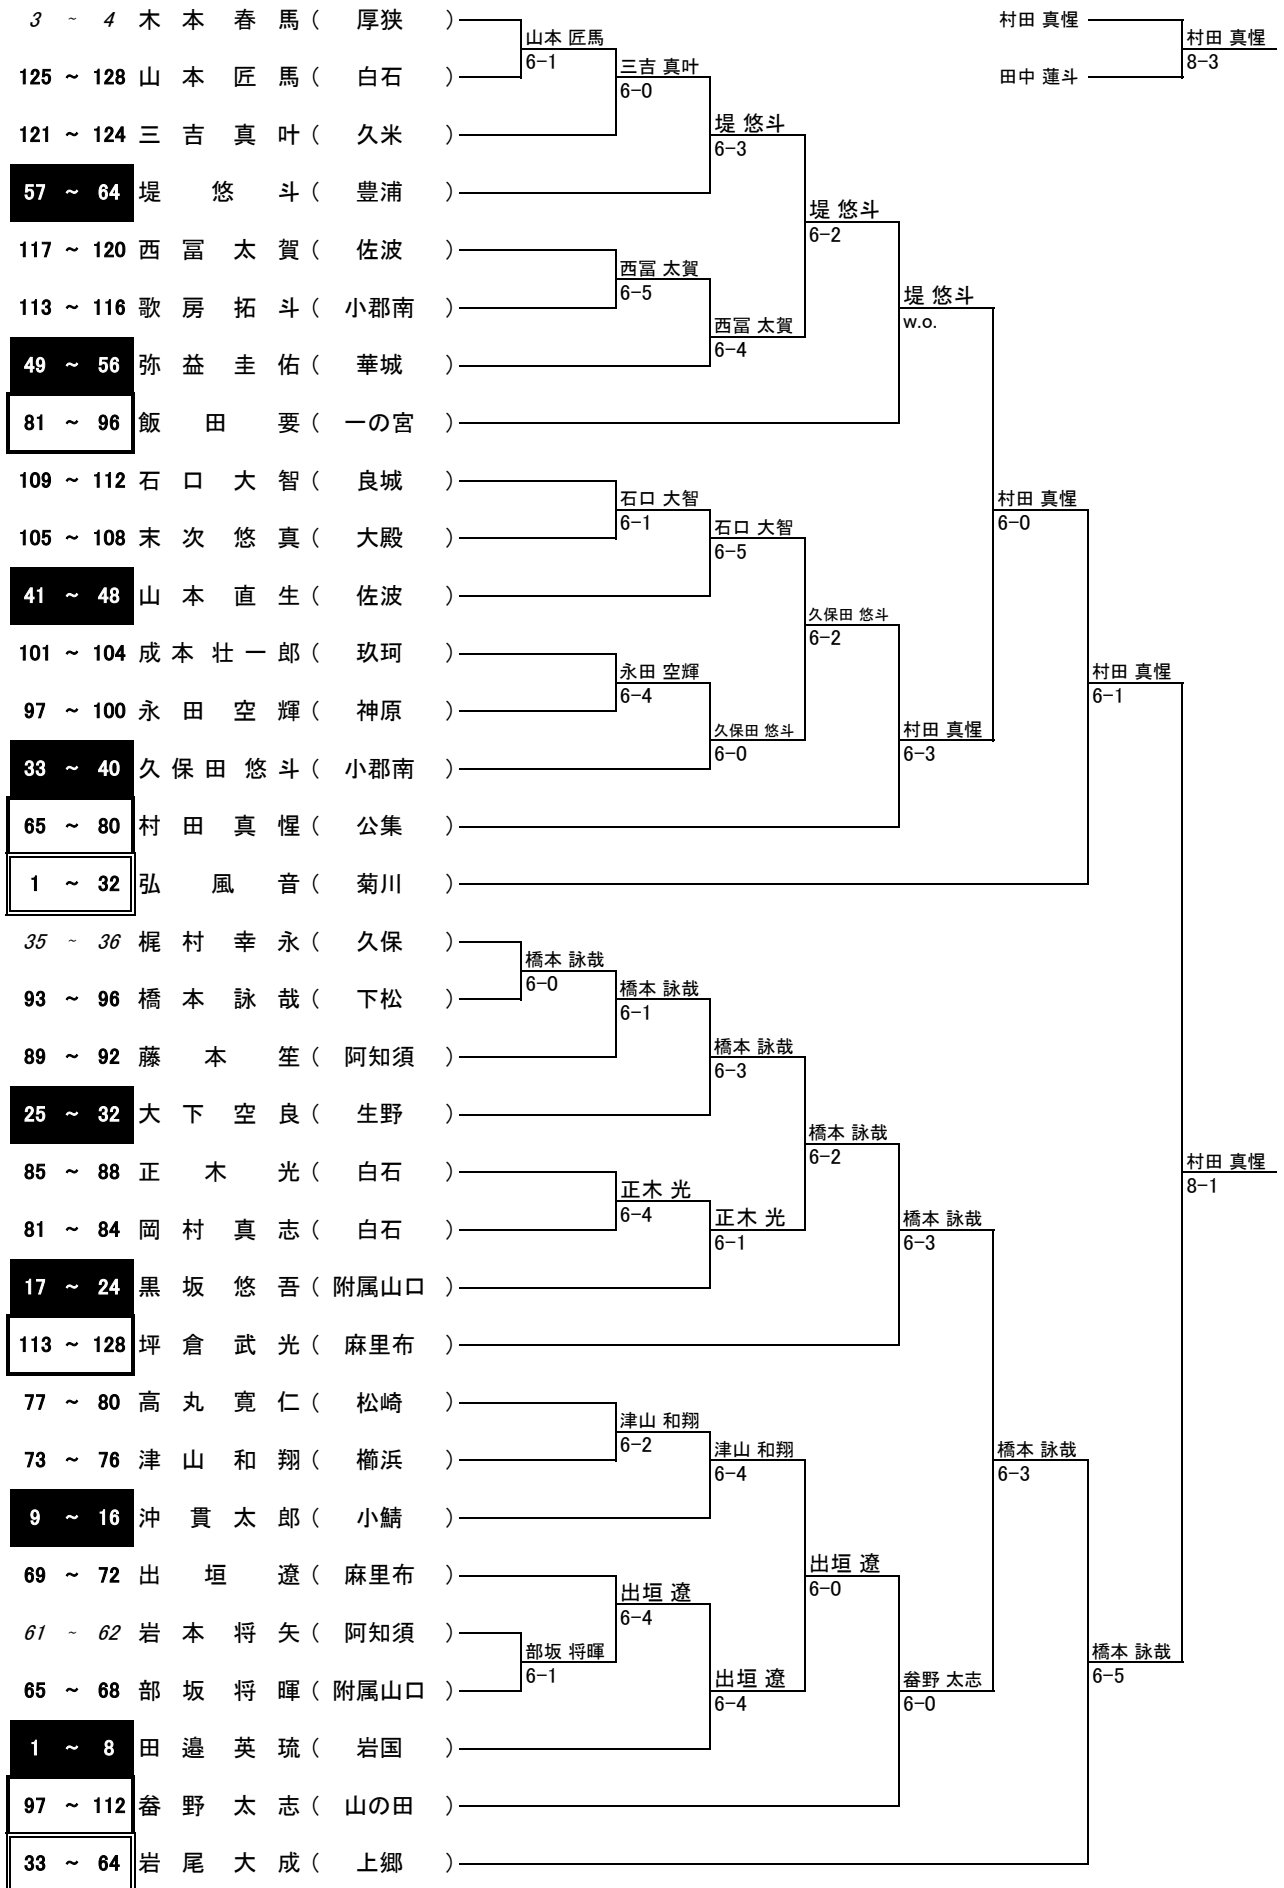 3 ~ 4 木本春馬（ 厚狭 ）
村田 真惺
山本 匠馬
村田 真惺
6-1
8-3
125 ~ 128 山本匠馬（ 白石 ）
三吉 真叶
田中 蓮斗
6-0
121 ~ 124 三吉真叶（ 久米 ）
堤 悠斗
6-3
57 ~ 64 堤悠斗（ 豊浦 ）
堤 悠斗
6-2
117 ~ 120 西冨太賀（ 佐波 ）
西冨 太賀
6-5
113 ~ 116 歌房拓斗（ 小郡南 ）
堤 悠斗
w.o.
西冨 太賀
6-4
49 ~ 56 弥益圭佑（ 華城 ）
81 ~ 96 飯田要（ 一の宮 ）
109 ~ 112 石口大智（ 良城 ）
石口 大智
村田 真惺
6-1
6-0
105 ~ 108 末次悠真（ 大殿 ）
石口 大智
6-5
41 ~ 48 山本直生（ 佐波 ）
久保田 悠斗
6-2
101 ~ 104 成本壮一郎（ 玖珂 ）
永田 空輝
村田 真惺
6-4
6-1
97 ~ 100 永田空輝（ 神原 ）
久保田 悠斗
村田 真惺
6-0
6-3
33 ~ 40 久保田悠斗（ 小郡南 ）
65 ~ 80 村田真惺（ 公集 ）
1 ~ 32 弘風音（ 菊川 ）
35 ~ 36 梶村幸永（ 久保 ）
橋本 詠哉
6-0
93 ~ 96 橋本詠哉（ 下松 ）
橋本 詠哉
6-1
89 ~ 92 藤本笙（ 阿知須 ）
橋本 詠哉
6-3
25 ~ 32 大下空良（ 生野 ）
橋本 詠哉
6-2
85 ~ 88 正木光（ 白石 ）
村田 真惺
8-1
正木 光
6-4
81 ~ 84 岡村真志（ 白石 ）
正木 光
橋本 詠哉
6-1
6-3
17 ~ 24 黒坂悠吾（ 附属山口 ）
113 ~ 128 坪倉武光（ 麻里布 ）
77 ~ 80 高丸寛仁（ 松崎 ）
津山 和翔
6-2
73 ~ 76 津山和翔（ 櫛浜 ）
津山 和翔
橋本 詠哉
6-4
6-3
9 ~ 16 沖貫太郎（ 小鯖 ）
出垣 遼
6-0
69 ~ 72 出垣遼（ 麻里布 ）
出垣 遼
6-4
61 ~ 62 岩本将矢（ 阿知須 ）
部坂 将暉
橋本 詠哉
6-1
6-5
65 ~ 68 部坂将暉（ 附属山口 ）
出垣 遼
畚野 太志
6-4
6-0
1 ~ 8 田邉英琉（ 岩国 ）
97 ~ 112 畚野太志（ 山の田 ）
33 ~ 64 岩尾大成（ 上郷 ）